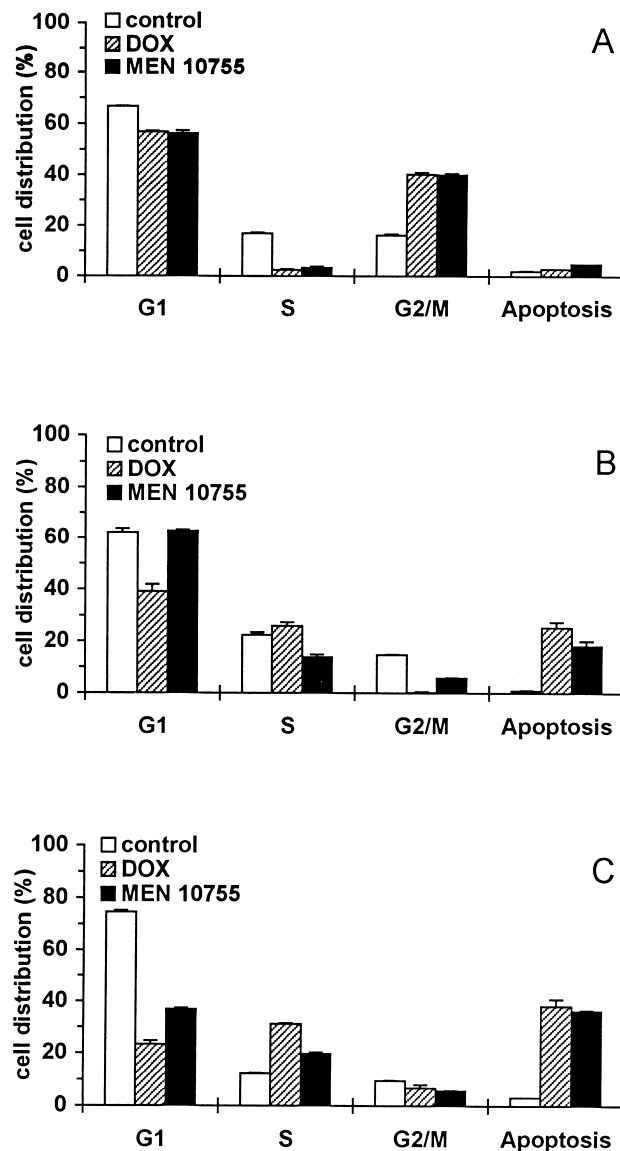 100
control
A
DOX
80
MEN 10755
60
40
20
0
cell distribution (%)
G1 S G2/M Apoptosis
100
control
B
DOX
80
MEN 10755
60
40
20
0
cell distribution (%)
G1 S G2/M Apoptosis
100
control
C
DOX
80
MEN 10755
60
40
20
0
cell distribution (%)
G1 S G2/M Apoptosis